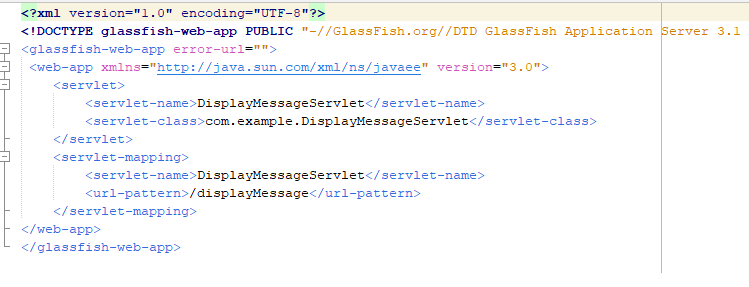 <?xml version="1.0" encoding="UTF-8"?>
<!DOCTYPE glassfish-web-app PUBLIC "-//GlassFish.org//DTD GlassFish Application Server 3.1
<glassfish-web-app error-url="">
<web-app xmlns="http://java.sun.com/xml/ns/javaee" version="3.0">
<servlet>
<servlet-name>DisplayMessageServlet</servlet-name>
<servlet-class>com.example.DisplayMessageServlet</servlet-class>
</servlet>
<servlet-mapping>
<servlet-name>DisplayMessageServlet</servlet-name>
<url-pattern>/displayMessage</url-pattern>
</servlet-mapping>
</web-app>
</glassfish-web-app>